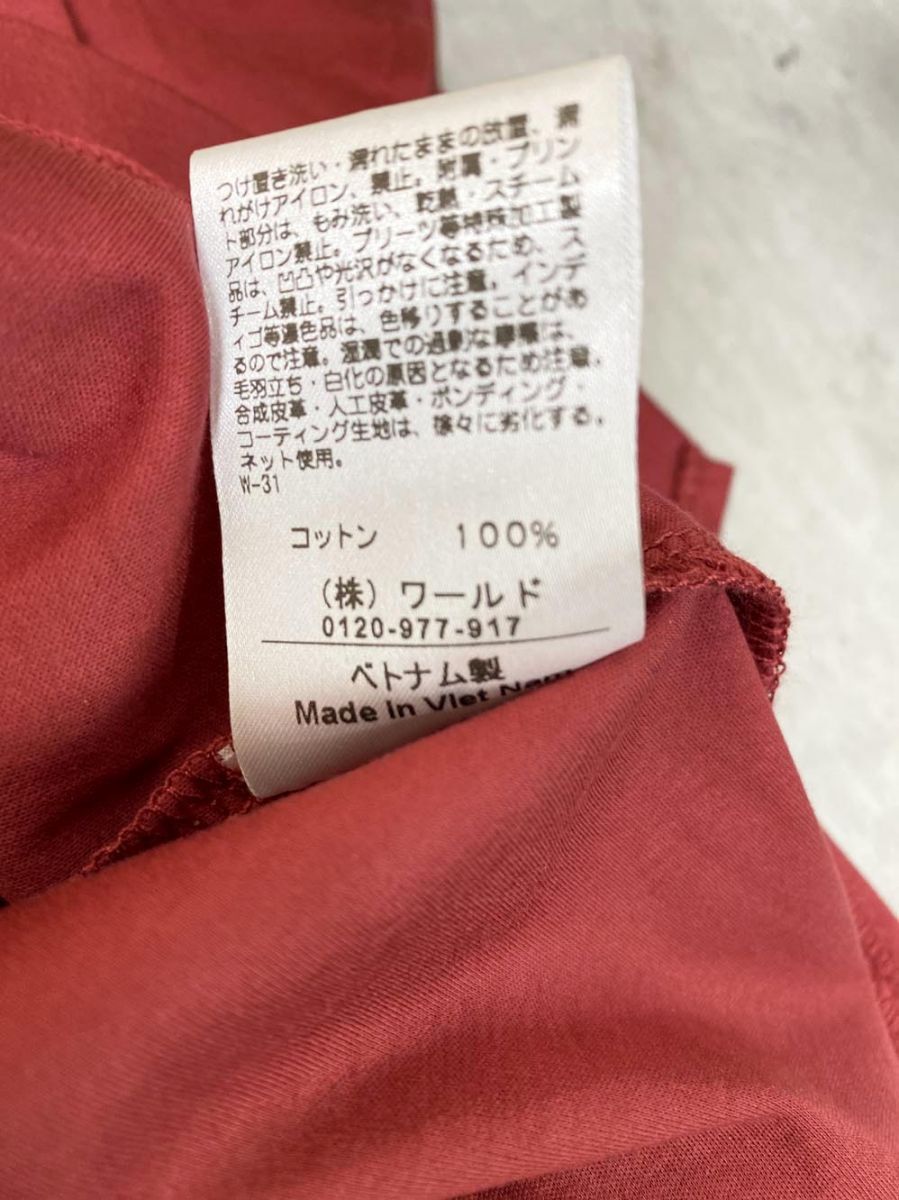 つけ置き洗い・濡れたままの放置、濡
れがけアイロン、禁止。附属・プリン
ト部分は、もみ洗い、乾熱・スチーム
アイロン禁止。プリーツ等特殊加工製
品は、凹凸や光沢がなくなるため、ス
チーム禁止。引っかけに注意。インデ
ィゴ等濃色品は、色移りすることがあ
るので注意。湿潤での過剰な摩擦は、
毛羽立ち・白化の原因となるため注意。
合成皮革・人工皮革・ボンディング・
コーティング生地は、徐々に劣化する。
ネット使用。
W-31
コットン 100%
（株）ワールド
0120-977-917
ベトナム製
Made in Viet Nam